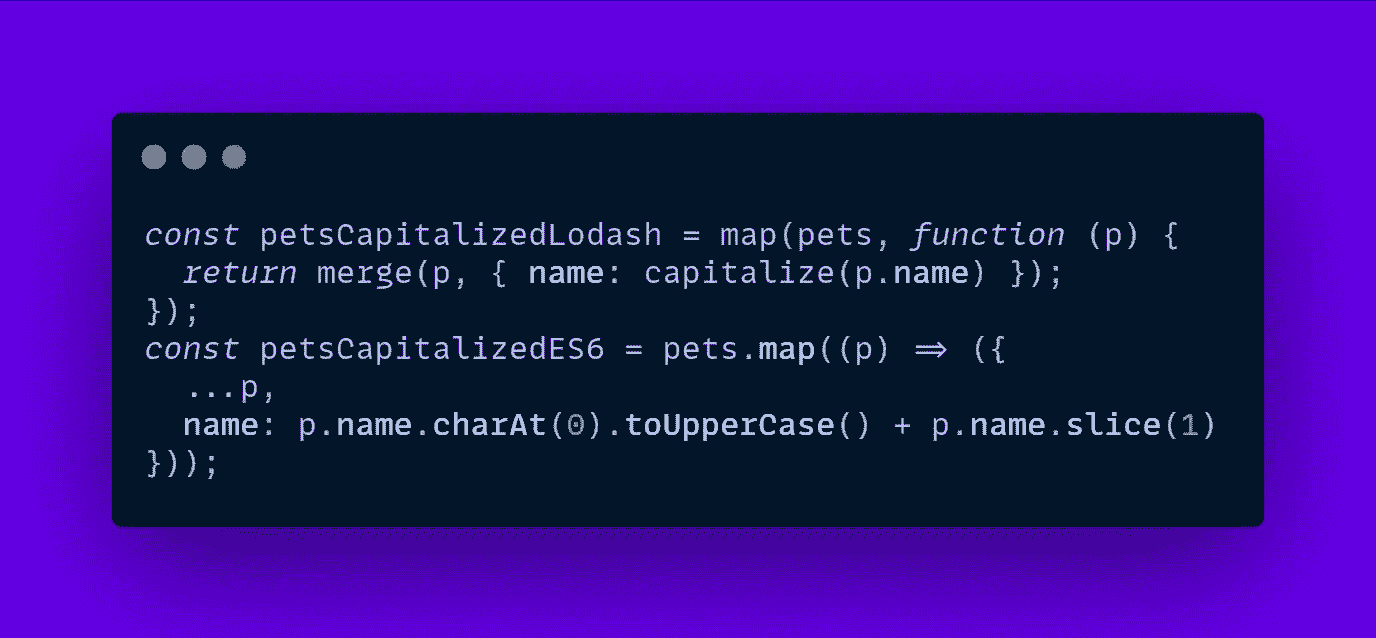 const petsCapitalizedLodash = map(pets, function (p) {
  return merge(p, { name: capitalize(p.name) });
});
const petsCapitalizedES6 = pets.map((p) => ({
  ...p,
  name: p.name.charAt(0).toUpperCase() + p.name.slice(1)
}));